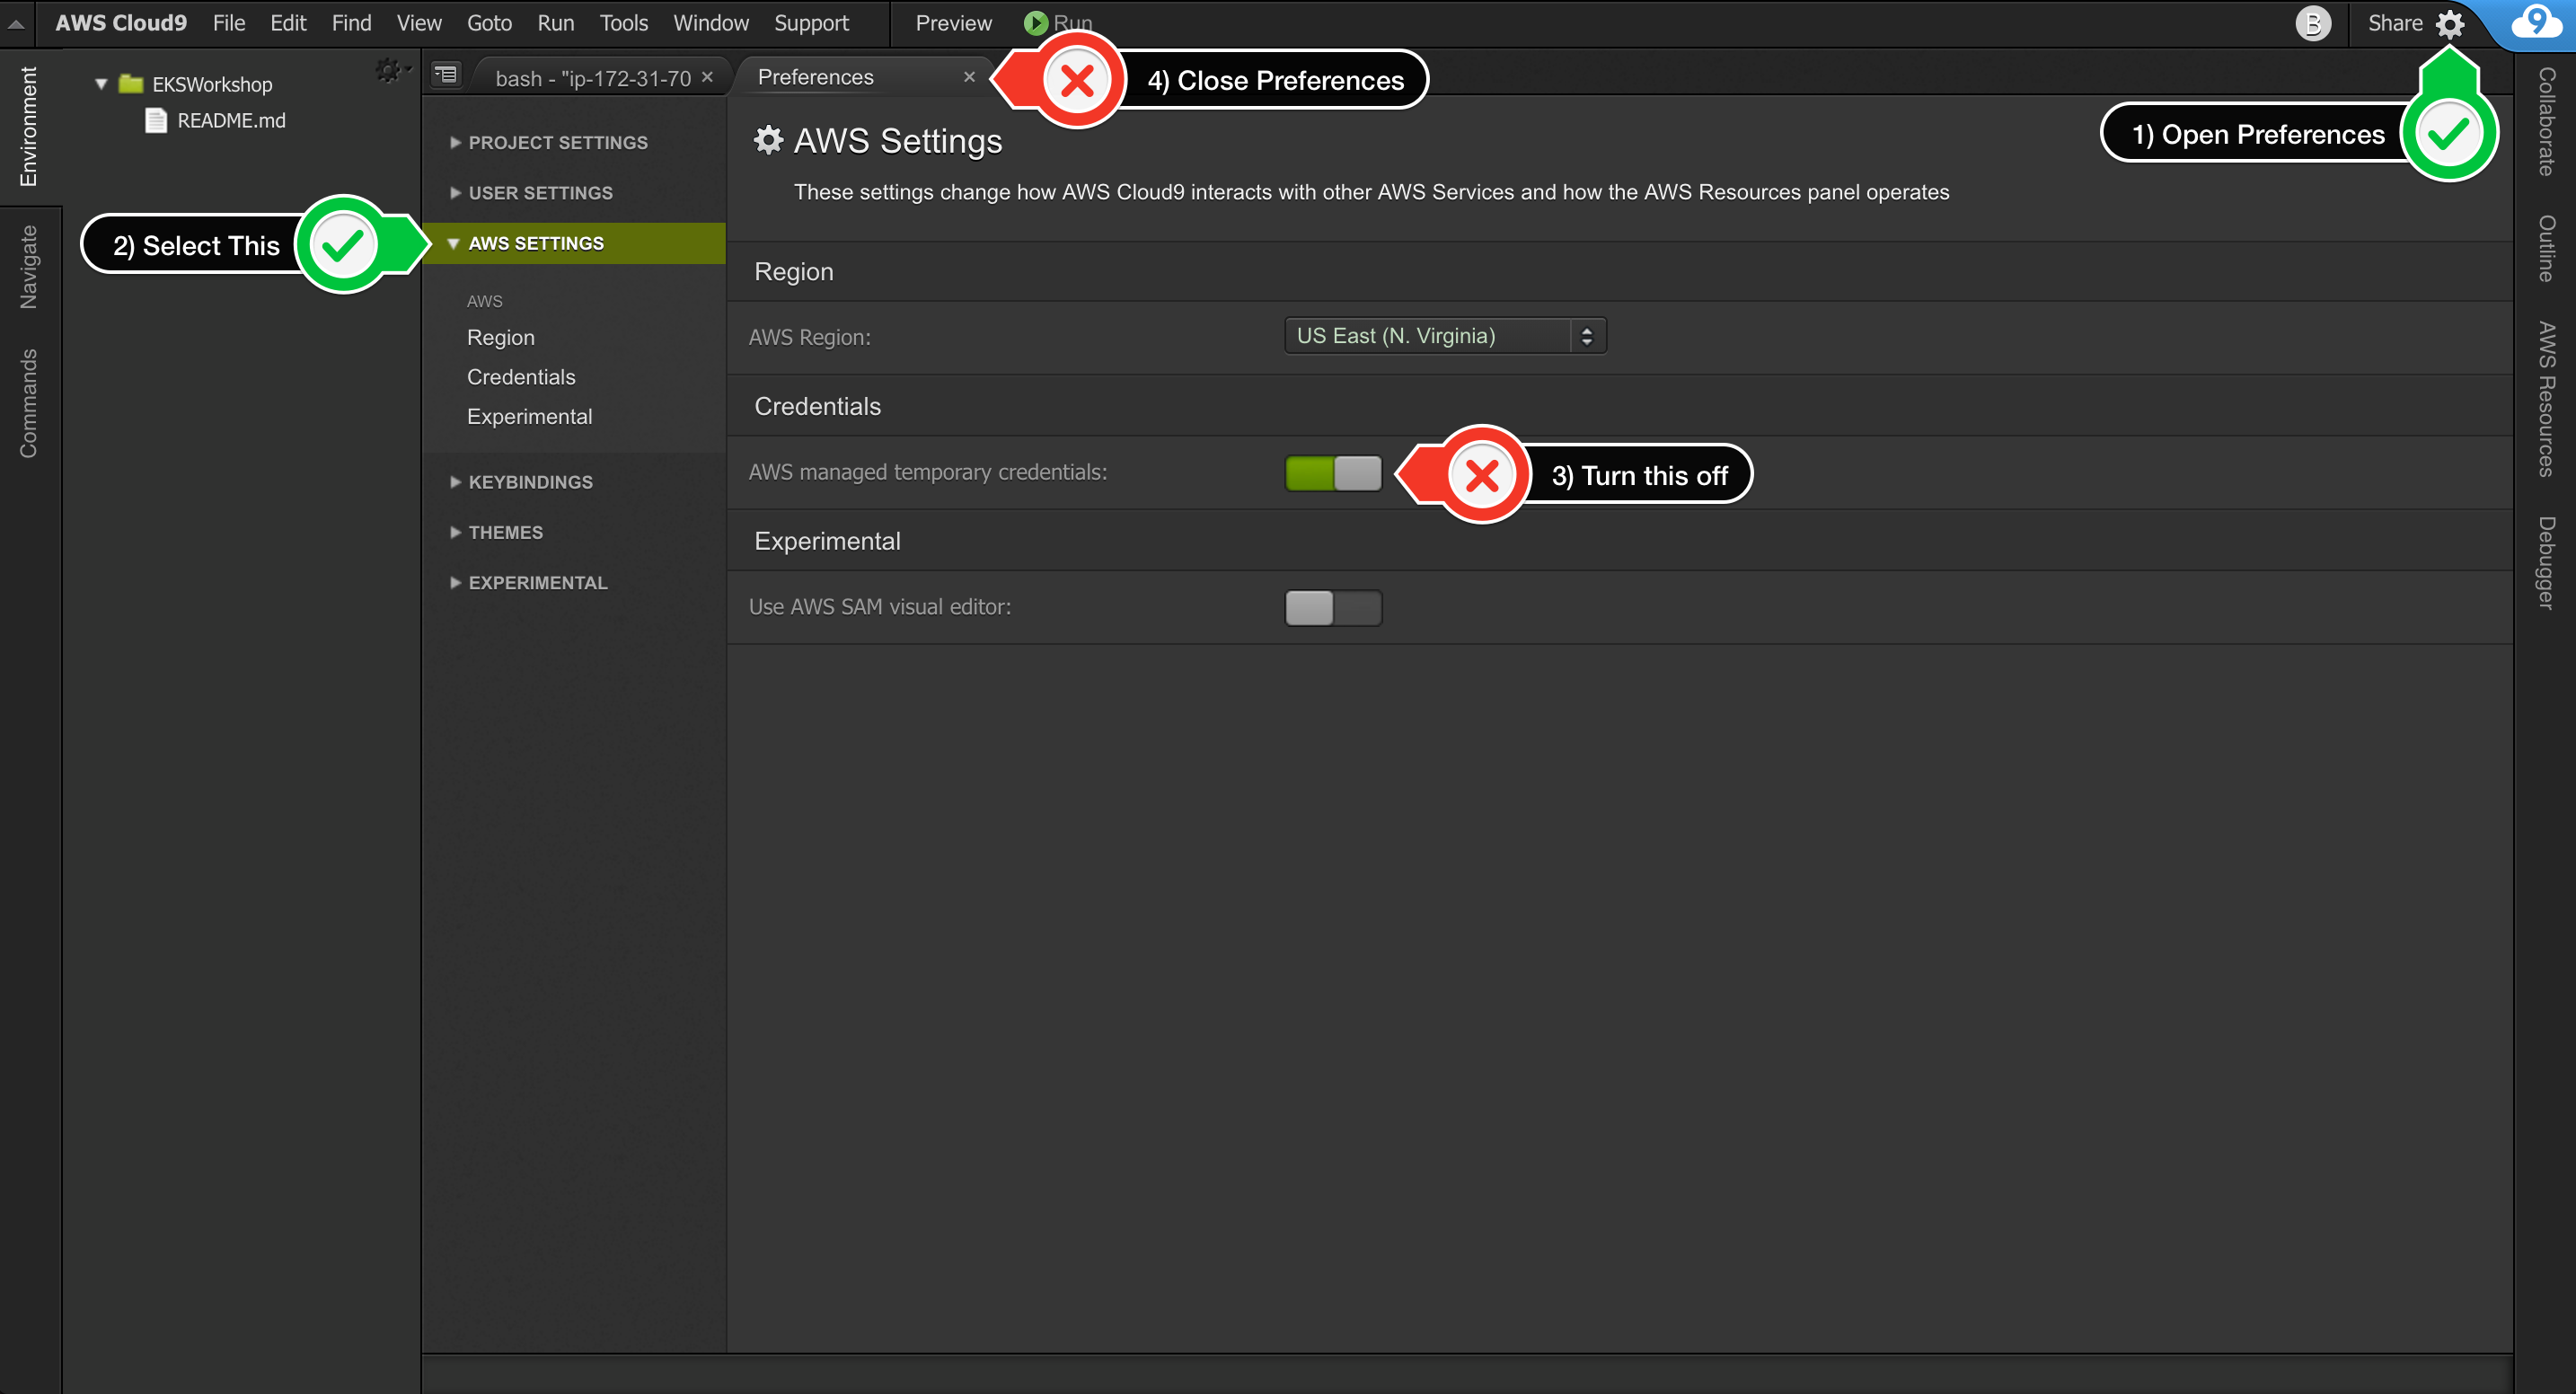 AWS Cloud9 File Edit Find View Goto Run Tools Window Support Preview Run B Share 9
Environment
Navigate
Commands
EKSWorkshop
README.md
bash - "ip-172-31-70 × Preferences ×
4) Close Preferences
1) Open Preferences
2) Select This
PROJECT SETTINGS
USER SETTINGS
AWS SETTINGS
AWS
Region
Credentials
Experimental
KEYBINDINGS
THEMES
EXPERIMENTAL
AWS Settings
These settings change how AWS Cloud9 interacts with other AWS Services and how the AWS Resources panel operates
Region
AWS Region: US East (N. Virginia)
Credentials
AWS managed temporary credentials:
3) Turn this off
Experimental
Use AWS SAM visual editor:
Collaborate
Outline
AWS Resources
Debugger